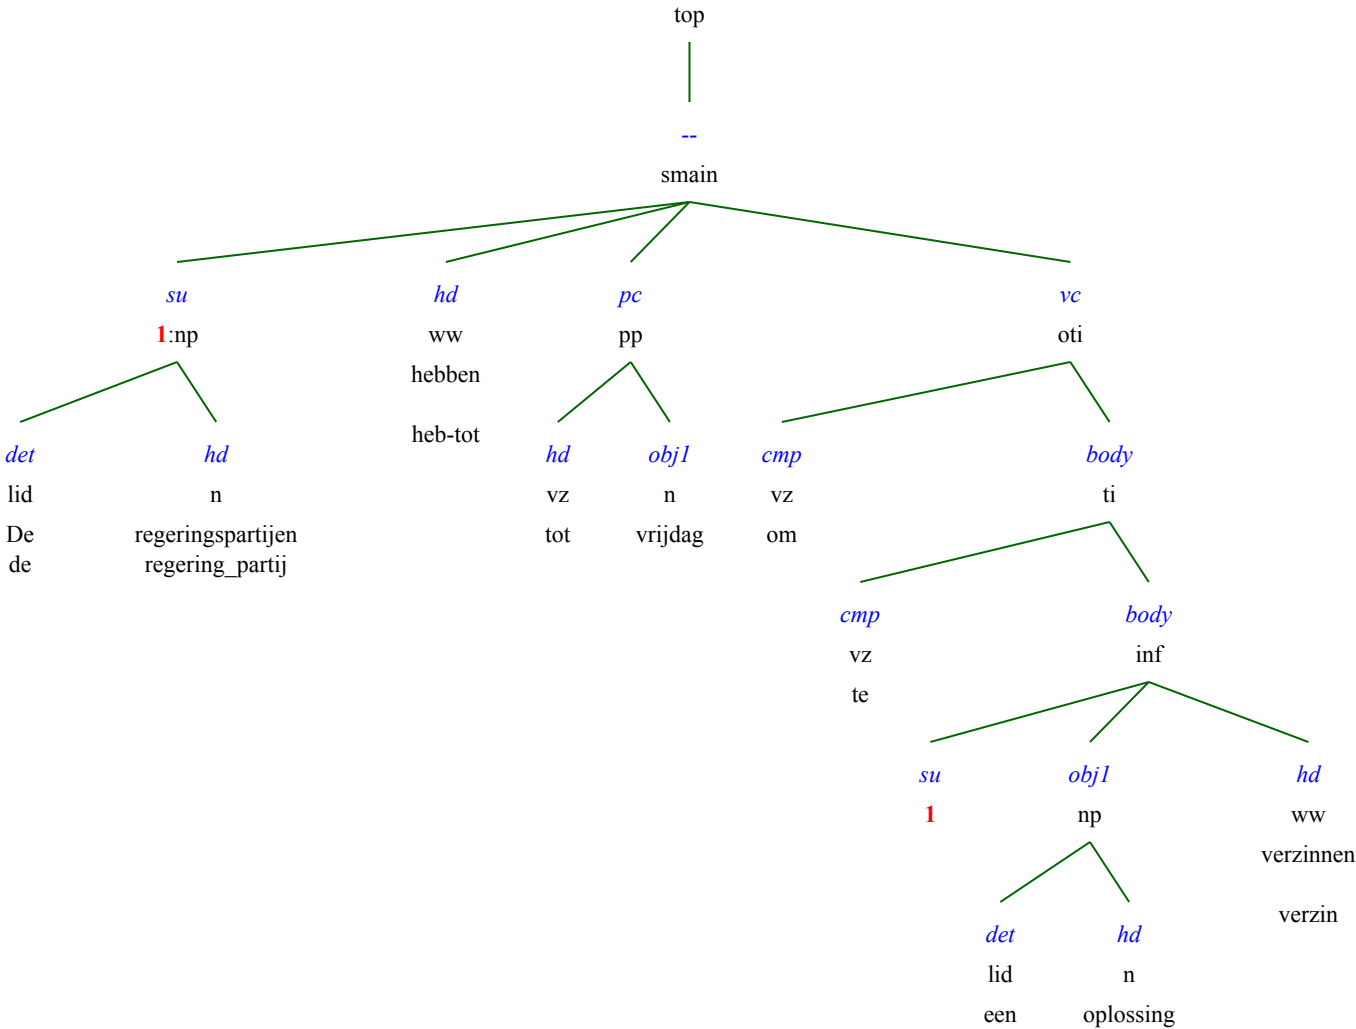 top
--
smain
su hd pc vc
1:np ww pp oti
hebben
heb-tot
det hd hd obj1 cmp body
lid n vz n vz ti
De regeringspartijen tot vrijdag om
de regering_partij
cmp body
vz inf
te
su obj1 hd
1 np ww
verzinnen
verzin
det hd
lid n
een oplossing